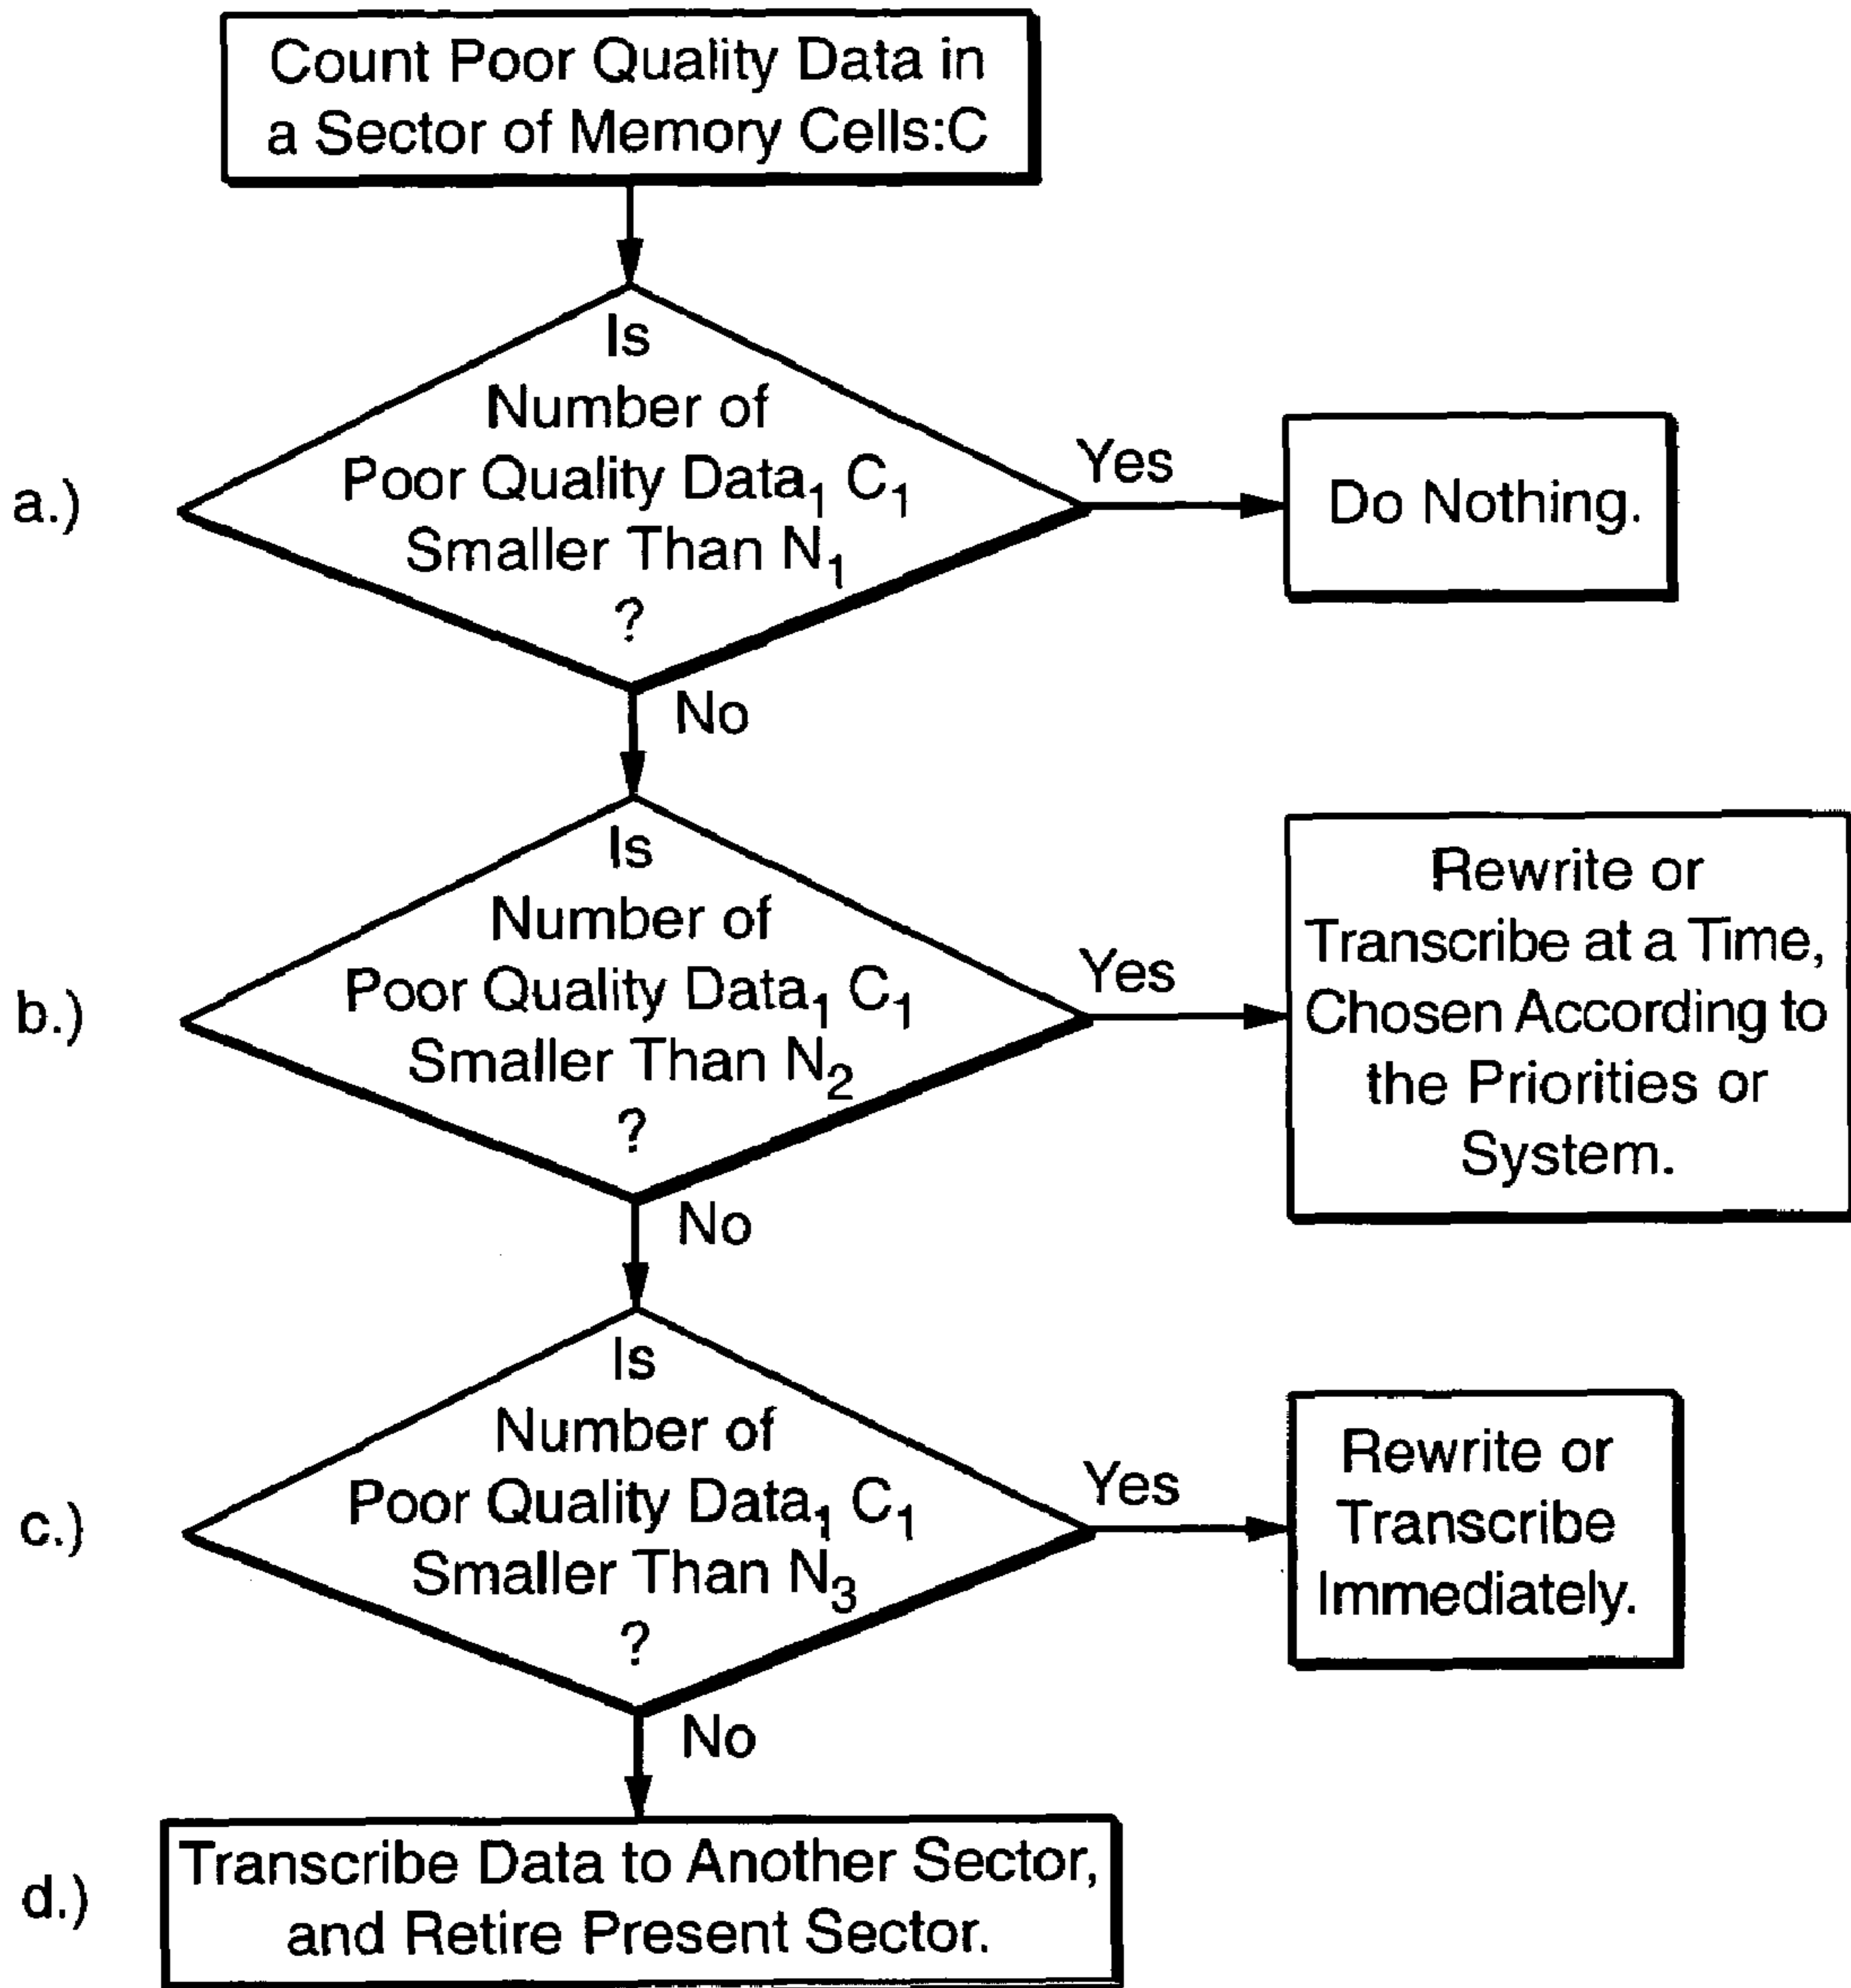 Count Poor Quality Data in
a Sector of Memory Cells:C
a.)
Is
Number of
Poor Quality Data₁ C₁
Smaller Than N₁
?
Yes
Do Nothing.
No
b.)
Is
Number of
Poor Quality Data₁ C₁
Smaller Than N₂
?
Yes
Rewrite or
Transcribe at a Time,
Chosen According to
the Priorities or
System.
No
c.)
Is
Number of
Poor Quality Data₁ C₁
Smaller Than N₃
?
Yes
Rewrite or
Transcribe
Immediately.
No
d.)
Transcribe Data to Another Sector,
and Retire Present Sector.